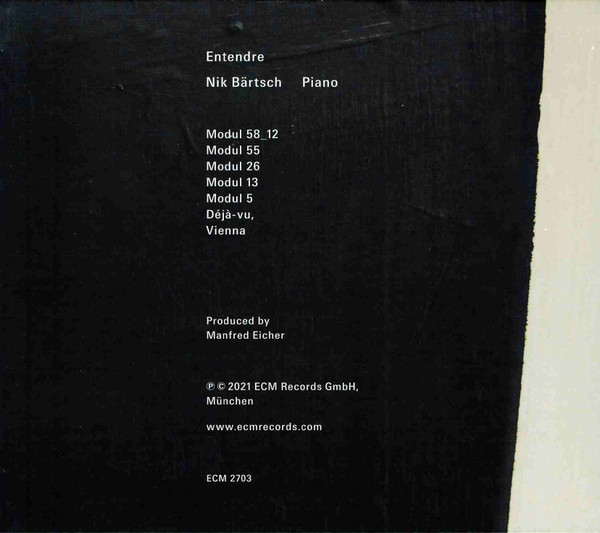 Entendre
Nik Bärtsch Piano
Modul 58_12
Modul 55
Modul 26
Modul 13
Modul 5
Déjà-vu,
Vienna
Produced by
Manfred Eicher
℗ © 2021 ECM Records GmbH,
München
www.ecmrecords.com
ECM 2703